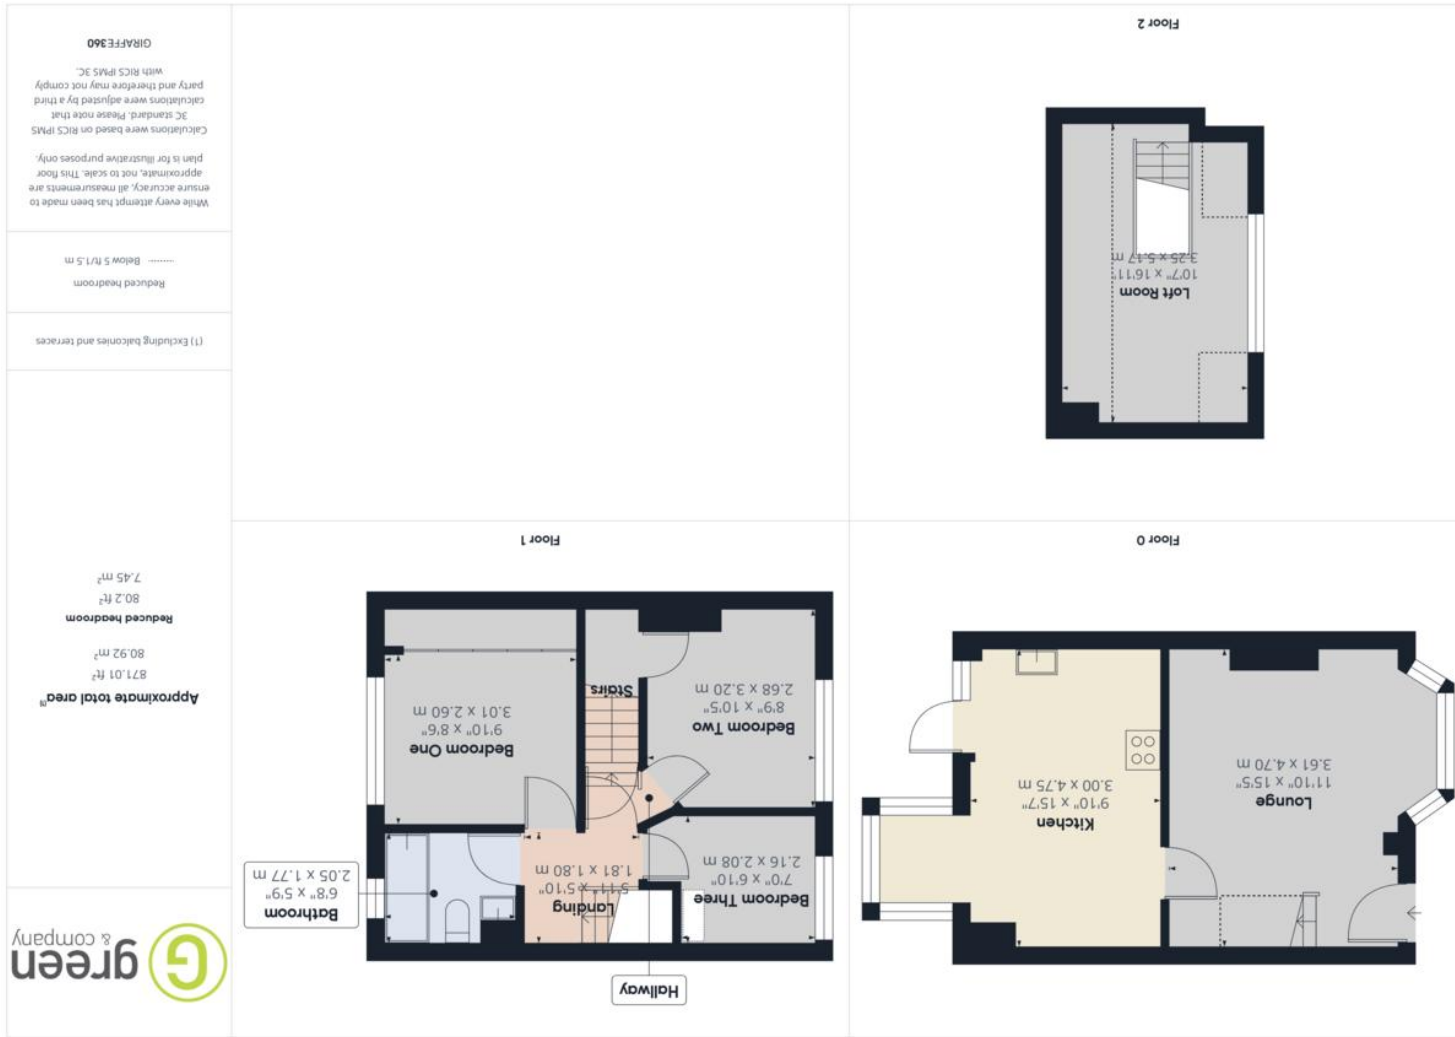 Floor 0
Lounge
11'10" x 15'5"
3.61 x 4.70 m
Kitchen
9'10" x 15'7"
3.00 x 4.75 m
Floor 1
Hallway
Bedroom Three
7'0" x 6'10"
2.16 x 2.08 m
Landing
5'11" x 5'10"
1.81 x 1.80 m
Bathroom
6'8" x 5'9"
2.05 x 1.77 m
Bedroom Two
8'9" x 10'5"
2.68 x 3.20 m
Stairs
Bedroom One
9'10" x 8'6"
3.01 x 2.60 m
Floor 2
Loft Room
10'7" x 16'11"
3.25 x 5.17 m
green
& company
Approximate total area(1)
871.01 ft²
80.92 m²
Reduced headroom
80.2 ft²
7.45 m²
(1) Excluding balconies and terraces
Reduced headroom
Below 5 ft/1.5 m
While every attempt has been made to
ensure accuracy, all measurements are
approximate, not to scale. This floor
plan is for illustrative purposes only.
Calculations were based on RICS IPMS
3C standard. Please note that
calculations were adjusted by a third
party and therefore may not comply
with RICS IPMS 3C.
GIRAFFE360